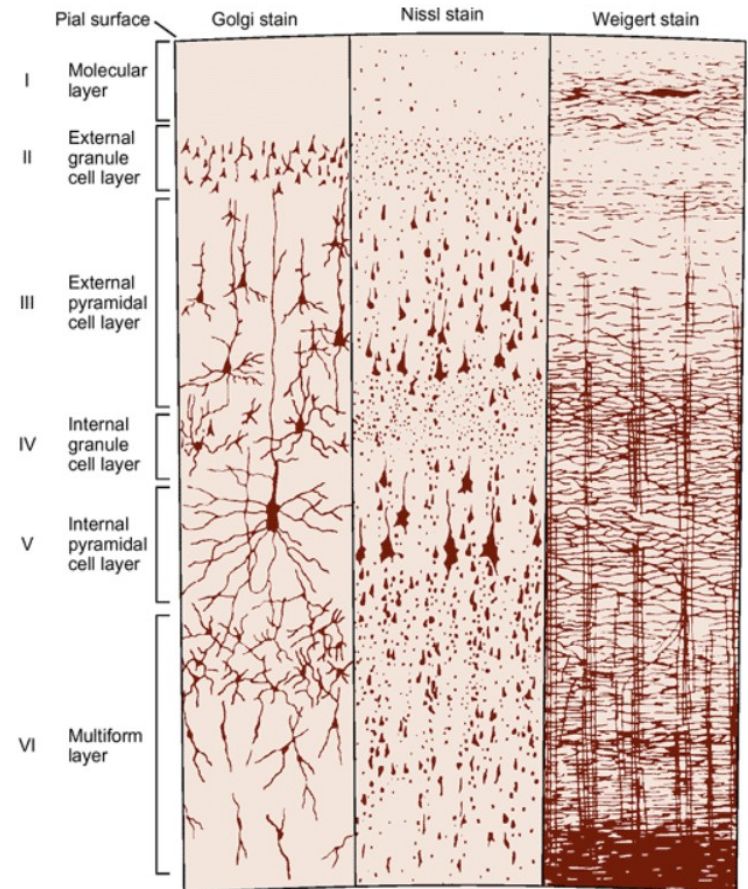 Pial surface
Golgi stain
Nissl stain
Weigert stain
I
Molecular
layer
II
External
granule
cell layer
III
External
pyramidal
cell layer
IV
Internal
granule
cell layer
V
Internal
pyramidal
cell layer
VI
Multiform
layer